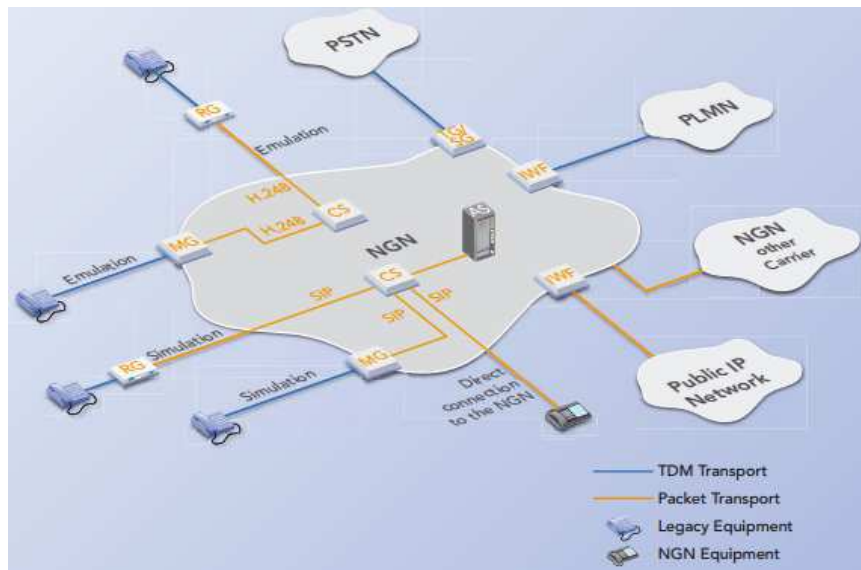 PSTN
TG/
SG
PLMN
IWF
RG
Emulation
H.248
CS
H.248
MG
Emulation
NGN
AS
NGN
other
Carrier
IWF
CS
SIP
SIP
SIP
Simulation
RG
MG
Simulation
Direct
connection
to the NGN
Public IP
Network
TDM Transport
Packet Transport
Legacy Equipment
NGN Equipment